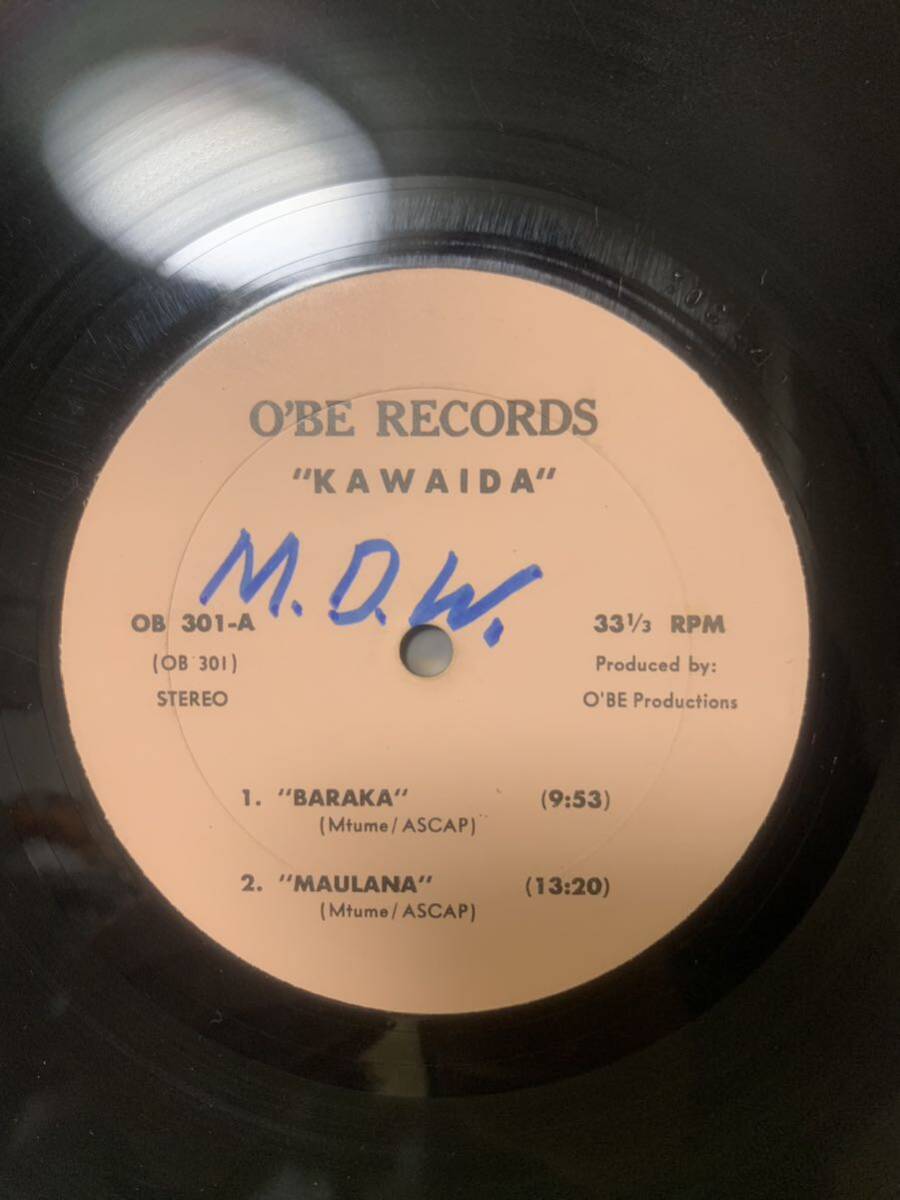 O'BE RECORDS
"KAWAIDA"
M.D.W.
OB 301-A
(OB 301)
STEREO
33⅓ RPM
Produced by:
O'BE Productions
1. "BARAKA" (9:53)
(Mtume/ASCAP)
2. "MAULANA" (13:20)
(Mtume/ASCAP)